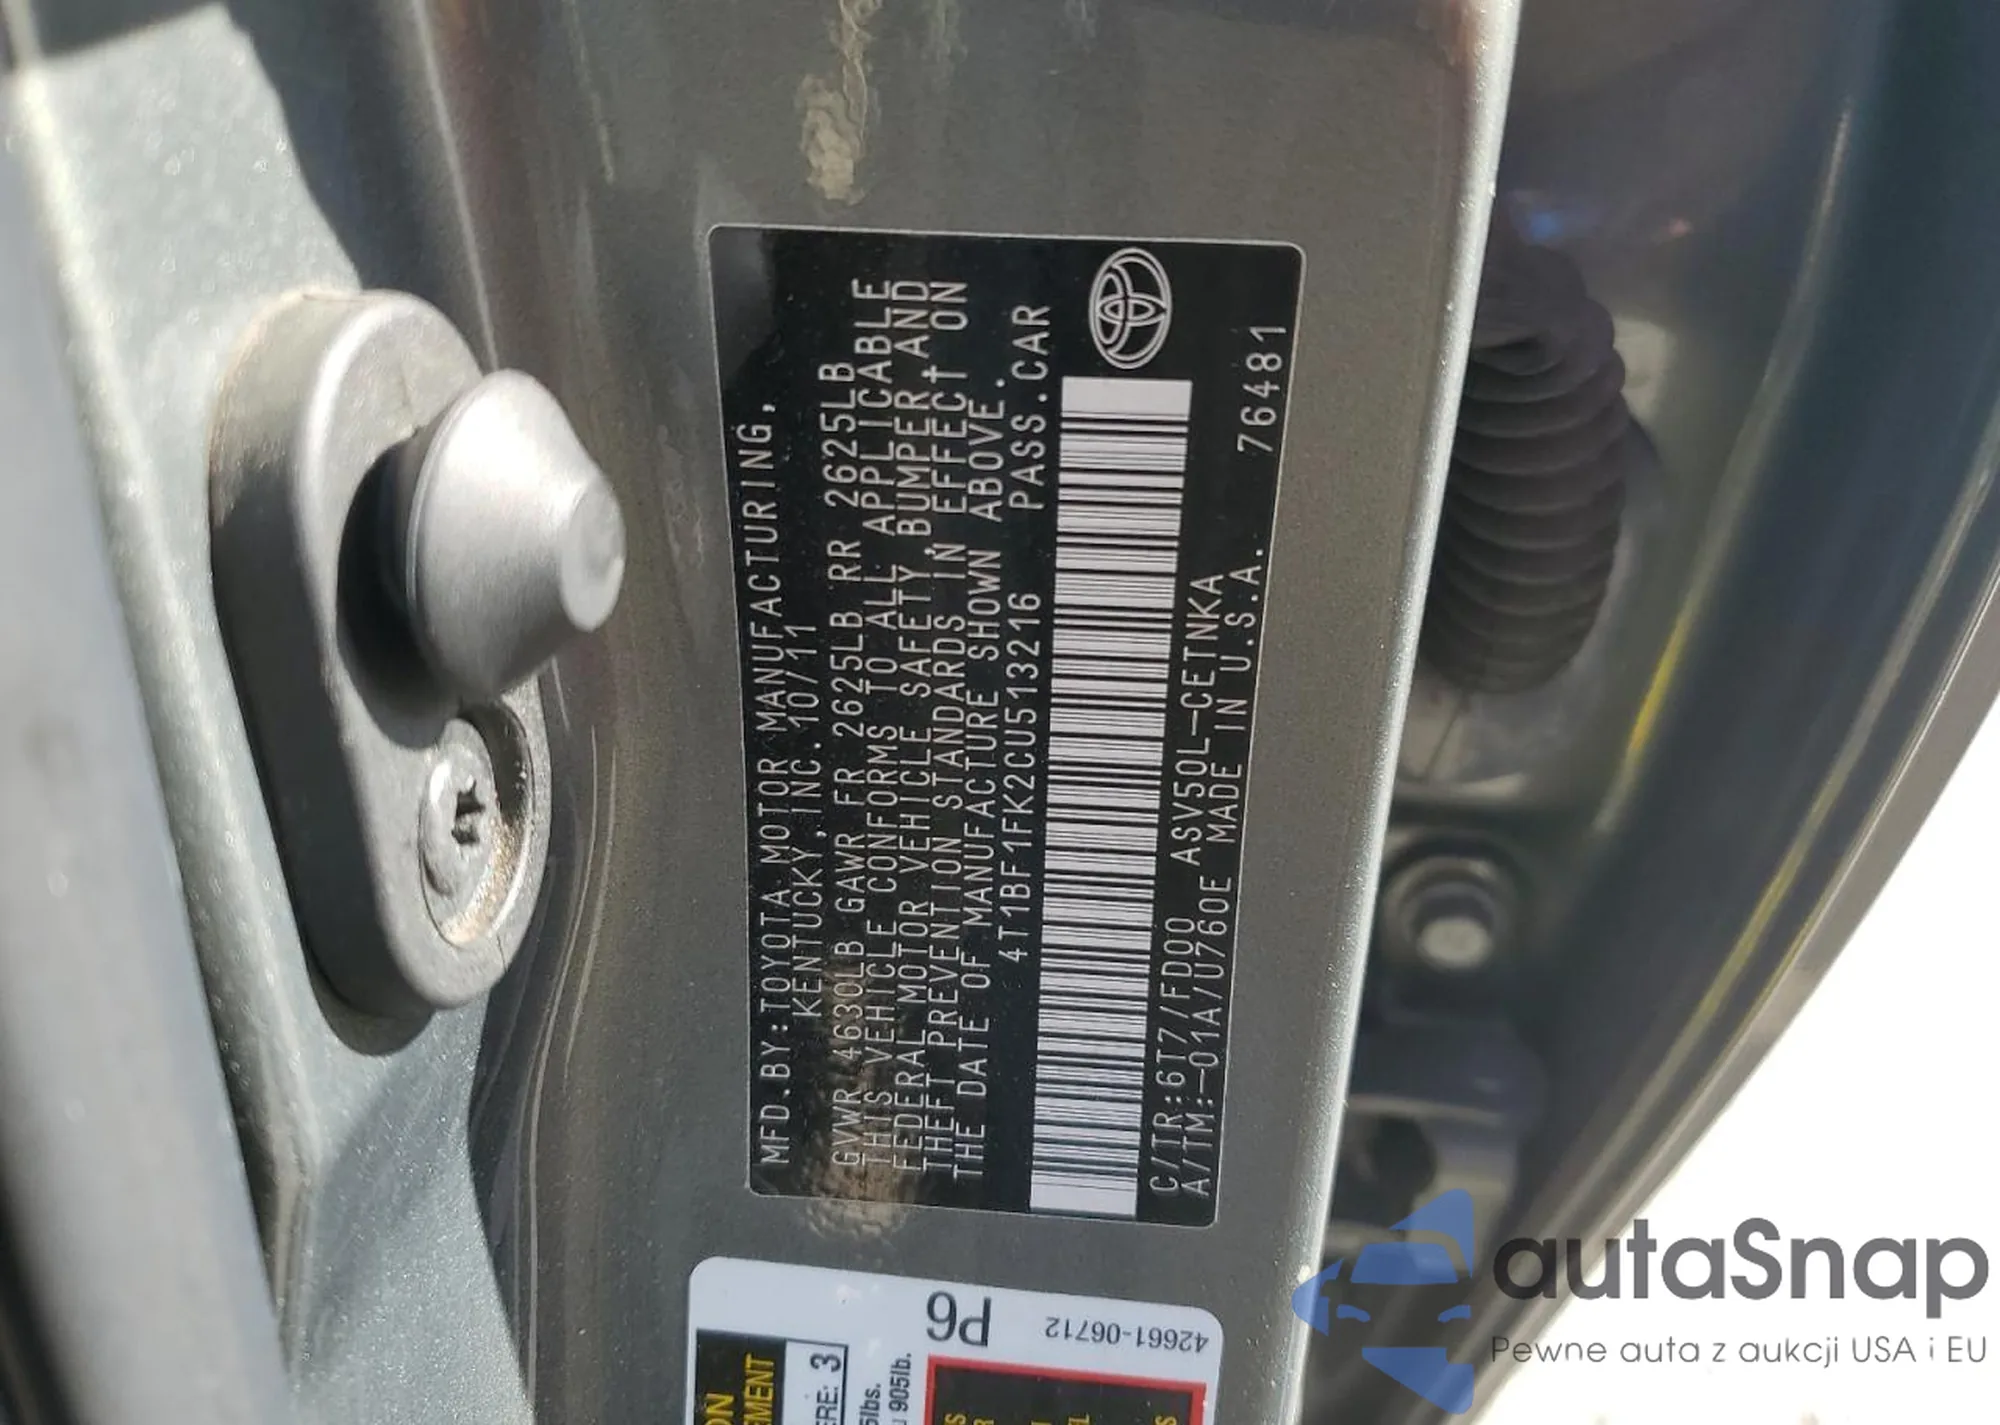 MFD.BY:TOYOTA MOTOR MANUFACTURING,
KENTUCKY,INC. 10/11
GVWR 4630LB GAWR FR 2625LB RR 2625LB
THIS VEHICLE CONFORMS TO ALL APPLICABLE
FEDERAL MOTOR VEHICLE SAFETY,BUMPER,AND
THEFT PREVENTION STANDARDS IN EFFECT ON
THE DATE OF MANUFACTURE SHOWN ABOVE.
4T1BF1FK2CU513216 PASS.CAR
C/TR:6T7/FD00 ASV50L-CETNKA
A/TM:-01A/U760E MADE IN U.S.A. 76481
P6
42661-06712
3
905lb.
autaSnap
Pewne auta z aukcji USA i EU